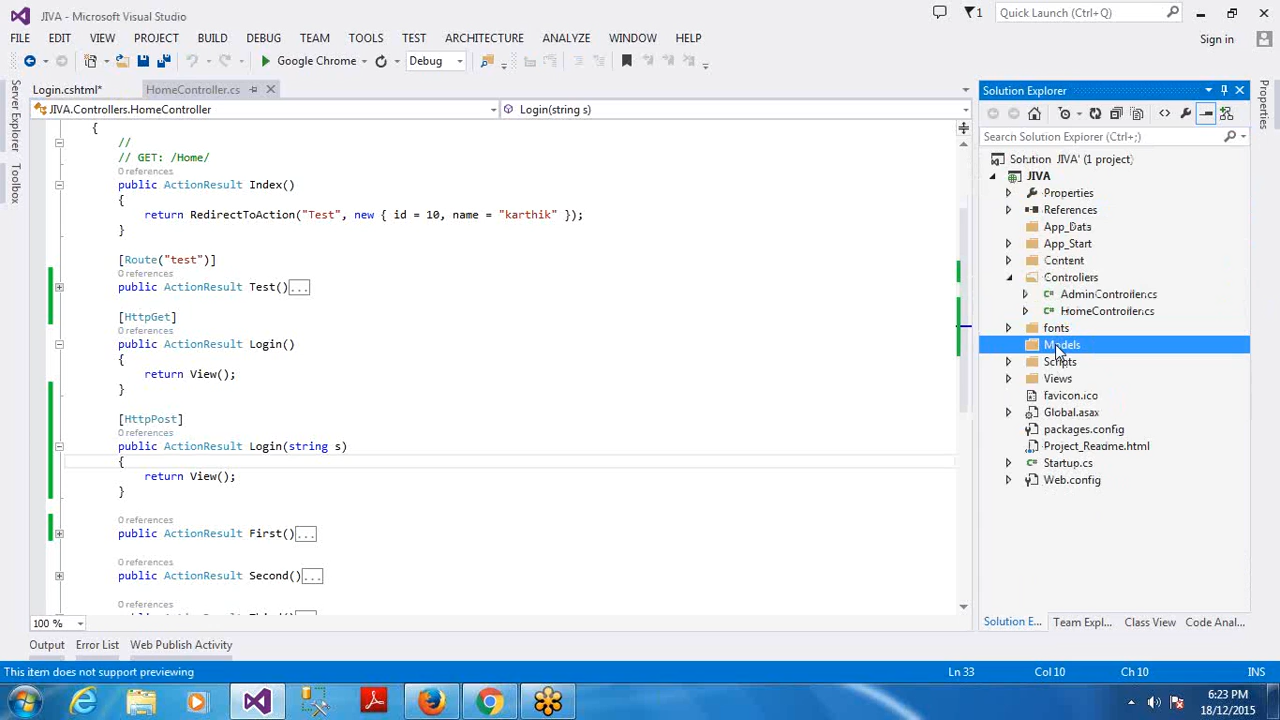 JIVA - Microsoft Visual Studio
1
Quick Launch (Ctrl+Q)
FILE EDIT VIEW PROJECT BUILD DEBUG TEAM TOOLS TEST ARCHITECTURE ANALYZE WINDOW HELP
Sign in
Google Chrome
Debug
Server Explorer
Toolbox
Login.cshtml*
HomeController.cs
JIVA.Controllers.HomeController
Login(string s)
{
//
// GET: /Home/
0 references
public ActionResult Index()
{
return RedirectToAction("Test", new { id = 10, name = "karthik" });
}
[Route("test")]
0 references
public ActionResult Test()...
[HttpGet]
0 references
public ActionResult Login()
{
return View();
}
[HttpPost]
0 references
public ActionResult Login(string s)
{
return View();
}
0 references
public ActionResult First()...
0 references
public ActionResult Second()...
0 references
100 %
Output
Error List
Web Publish Activity
Solution Explorer
Search Solution Explorer (Ctrl+;)
Solution 'JIVA' (1 project)
JIVA
Properties
References
App_Data
App_Start
Content
Controllers
AdminController.cs
HomeController.cs
fonts
Models
Scripts
Views
favicon.ico
Global.asax
packages.config
Project_Readme.html
Startup.cs
Web.config
Solution E...
Team Expl...
Class View
Code Anal...
Properties
This item does not support previewing
Ln 33
Col 10
Ch 10
INS
6:23 PM
18/12/2015